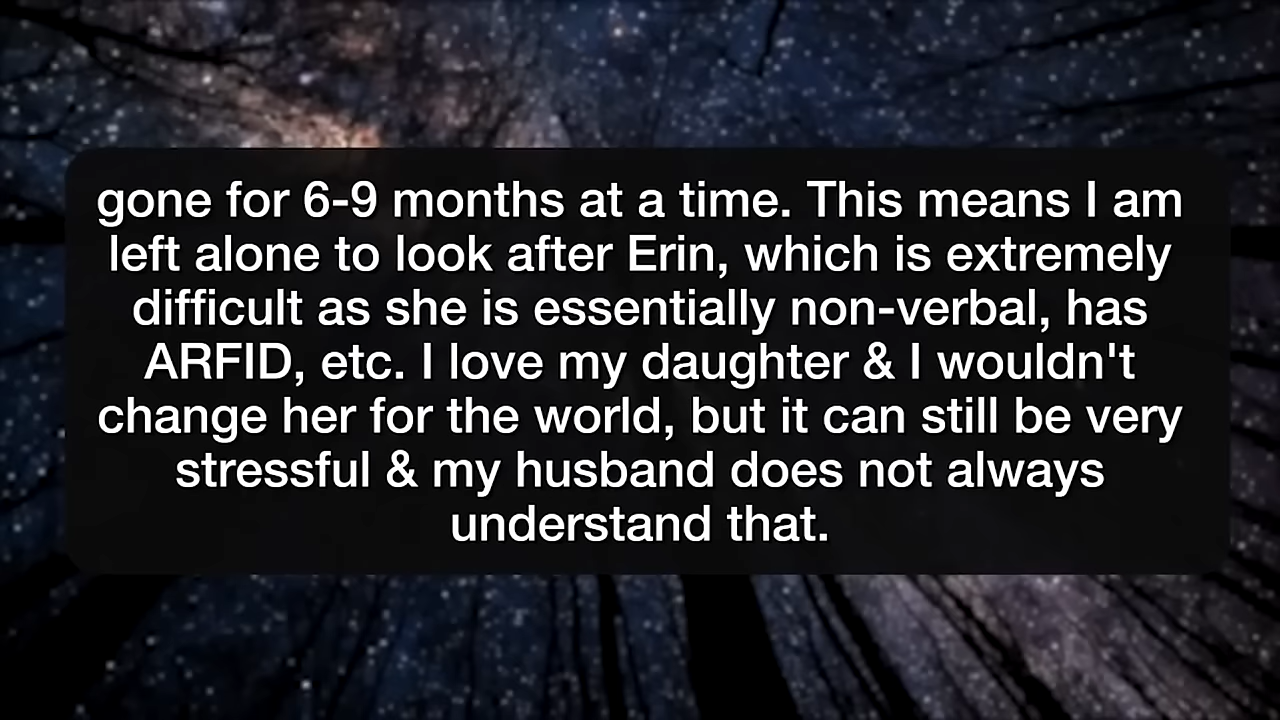 gone for 6-9 months at a time. This means I am
left alone to look after Erin, which is extremely
difficult as she is essentially non-verbal, has
ARFID, etc. I love my daughter & I wouldn't
change her for the world, but it can still be very
stressful & my husband does not always
understand that.